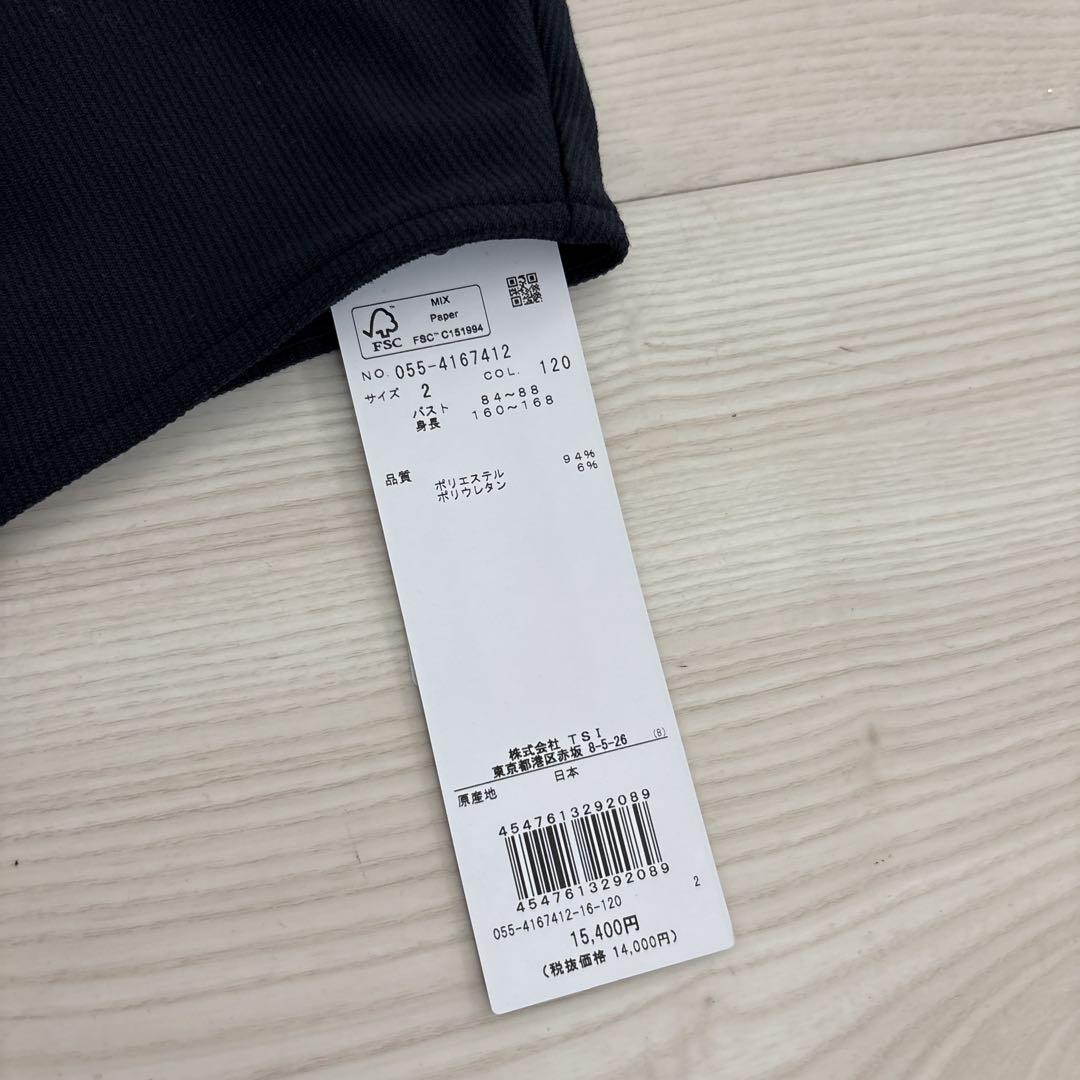 MIX
Paper
FSC™ C151994
FSC
NO. 055-4167412
サイズ 2 COL. 120
バスト 84～88
身長 160～168
品質 ポリエステル 94%
ポリウレタン 6%
株式会社 TSI
東京都港区赤坂 8-5-26 (B)
原産地 日本
4547613292089
4547613292089
055-4167412-16-120 2
15,400円
(税抜価格 14,000円)